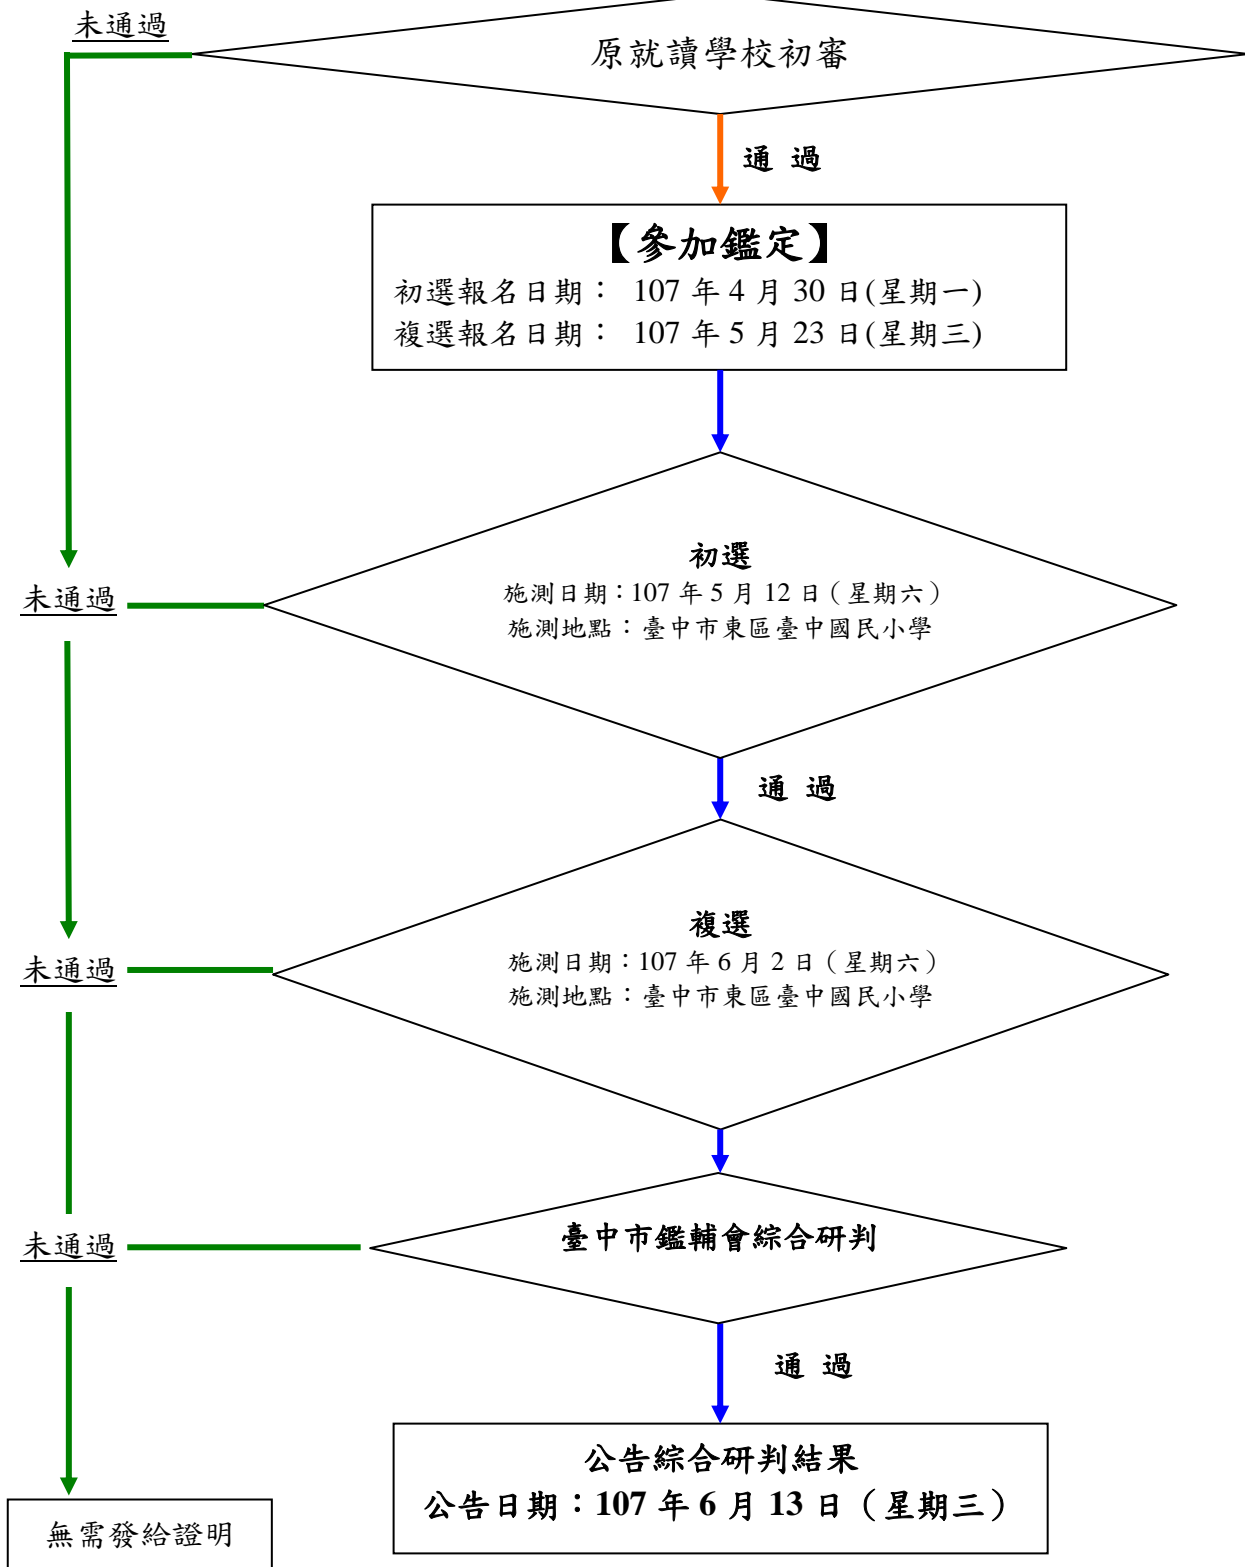 未通過
原就讀學校初審
通 過
【參加鑑定】
初選報名日期： 107 年 4 月 30 日(星期一)
複選報名日期： 107 年 5 月 23 日(星期三)
初選
施測日期：107 年 5 月 12 日（星期六）
施測地點：臺中市東區臺中國民小學
未通過
通 過
複選
施測日期：107 年 6 月 2 日（星期六）
施測地點：臺中市東區臺中國民小學
未通過
臺中市鑑輔會綜合研判
未通過
通 過
公告綜合研判結果
公告日期：107 年 6 月 13 日（星期三）
無需發給證明